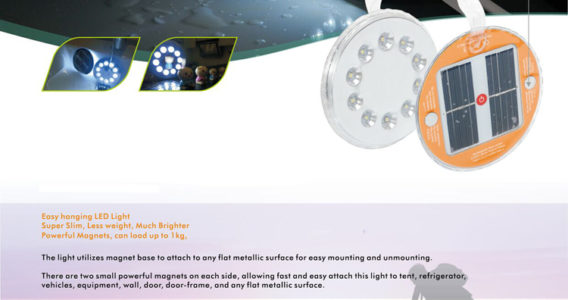 Easy hanging LED Light
Super Slim, Less weight, Much Brighter
Powerful Magnets, can load up to 1kg,
The light utilizes magnet base to attach to any flat metallic surface for easy mounting and unmounting.
There are two small powerful magnets on each side, allowing fast and easy attach this light to tent, refrigerator,
vehicles, equipment, wall, door, door-frame, and any flat metallic surface.